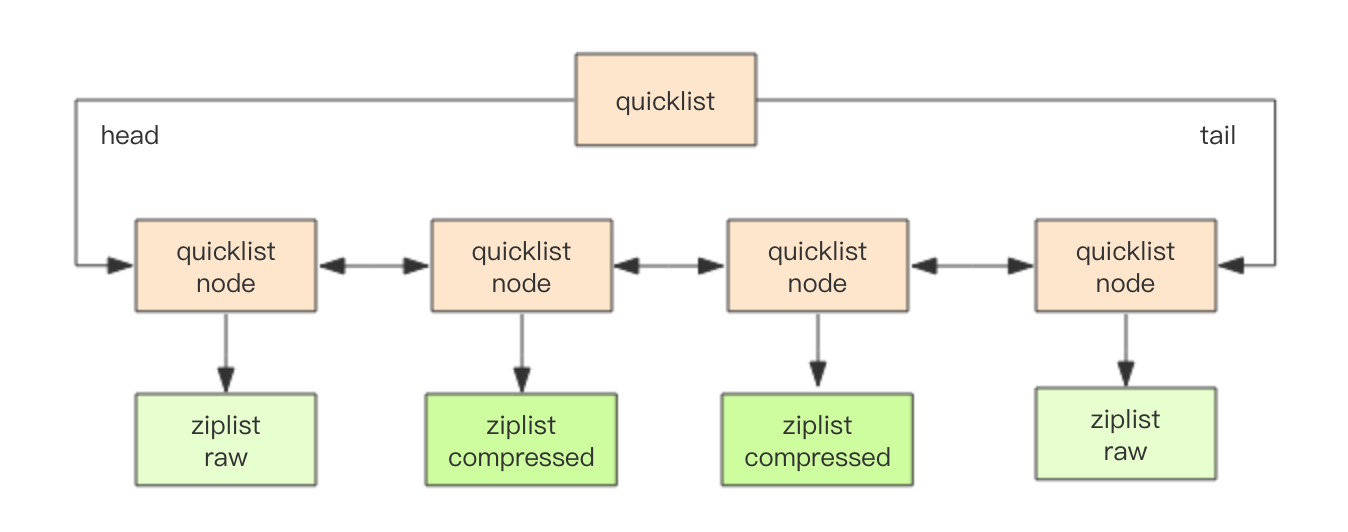 quicklist
head
tail
quicklist
node
quicklist
node
quicklist
node
quicklist
node
ziplist
raw
ziplist
compressed
ziplist
compressed
ziplist
raw